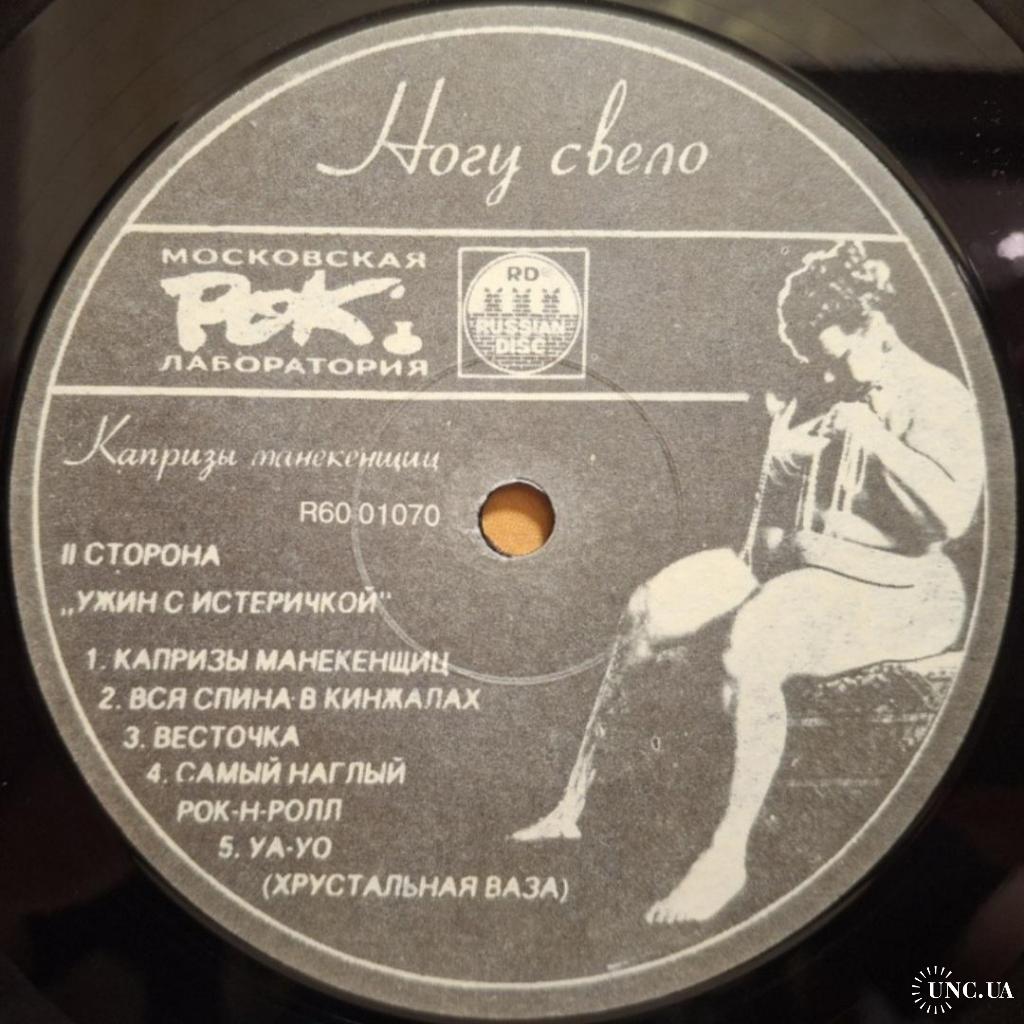 Ногу свело
МОСКОВСКАЯ
РОК
ЛАБОРАТОРИЯ
RD
RUSSIAN
DISC
Капризы манекенщиц
R60 01070
II СТОРОНА
„УЖИН С ИСТЕРИЧКОЙ"
1. КАПРИЗЫ МАНЕКЕНЩИЦ
2. ВСЯ СПИНА В КИНЖАЛАХ
3. ВЕСТОЧКА
4. САМЫЙ НАГЛЫЙ
РОК-Н-РОЛЛ
5. УА-УО
(ХРУСТАЛЬНАЯ ВАЗА)
UNC.UA